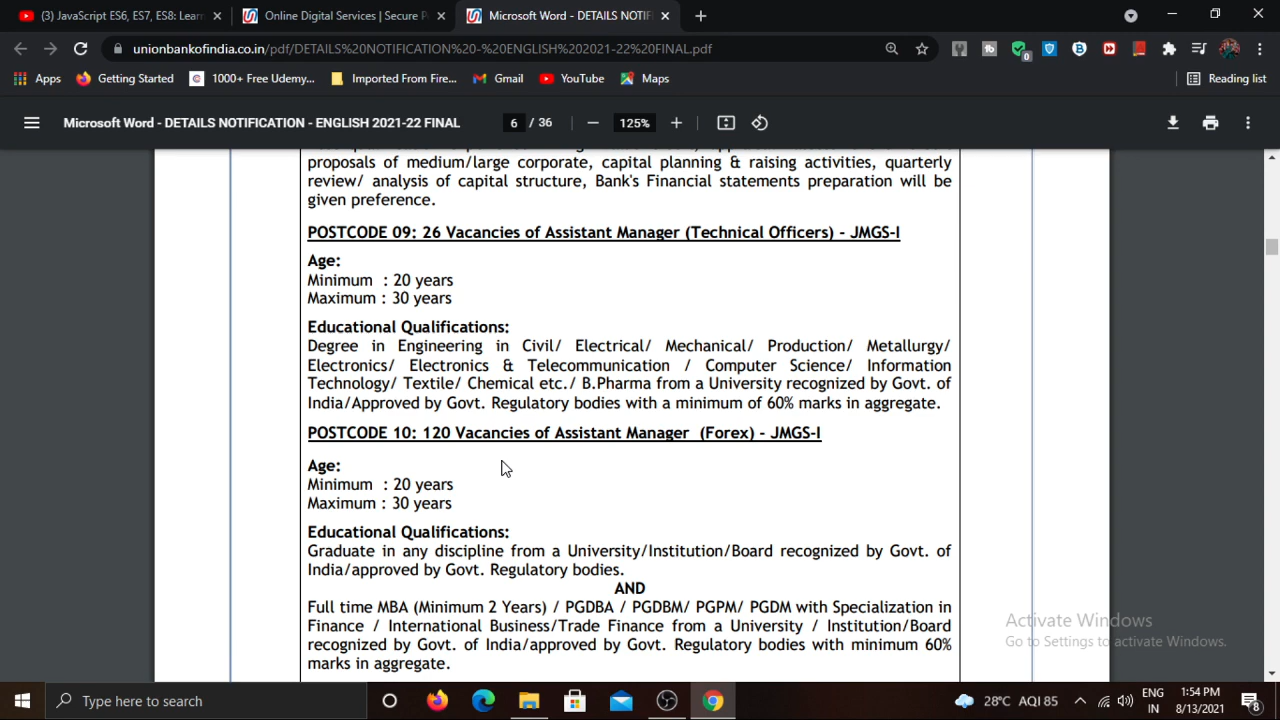 (3) JavaScript ES6, ES7, ES8: Learn
Online Digital Services | Secure P
Microsoft Word - DETAILS NOTIF
unionbankofindia.co.in/pdf/DETAILS%20NOTIFICATION%20-%20ENGLISH%202021-22%20FINAL.pdf
Apps Getting Started 1000+ Free Udemy... Imported From Fire... Gmail YouTube Maps Reading list
Microsoft Word - DETAILS NOTIFICATION - ENGLISH 2021-22 FINAL 6 / 36 125%
proposals of medium/large corporate, capital planning & raising activities, quarterly
review/ analysis of capital structure, Bank's Financial statements preparation will be
given preference.
POSTCODE 09: 26 Vacancies of Assistant Manager (Technical Officers) - JMGS-I
Age:
Minimum : 20 years
Maximum : 30 years
Educational Qualifications:
Degree in Engineering in Civil/ Electrical/ Mechanical/ Production/ Metallurgy/
Electronics/ Electronics & Telecommunication / Computer Science/ Information
Technology/ Textile/ Chemical etc./ B.Pharma from a University recognized by Govt. of
India/Approved by Govt. Regulatory bodies with a minimum of 60% marks in aggregate.
POSTCODE 10: 120 Vacancies of Assistant Manager (Forex) - JMGS-I
Age:
Minimum : 20 years
Maximum : 30 years
Educational Qualifications:
Graduate in any discipline from a University/Institution/Board recognized by Govt. of
India/approved by Govt. Regulatory bodies.
AND
Full time MBA (Minimum 2 Years) / PGDBA / PGDBM/ PGPM/ PGDM with Specialization in
Finance / International Business/Trade Finance from a University / Institution/Board
recognized by Govt. of India/approved by Govt. Regulatory bodies with minimum 60%
marks in aggregate.
Activate Windows
Go to Settings to activate Windows.
Type here to search
28°C AQI 85
ENG
IN
1:54 PM
8/13/2021
8